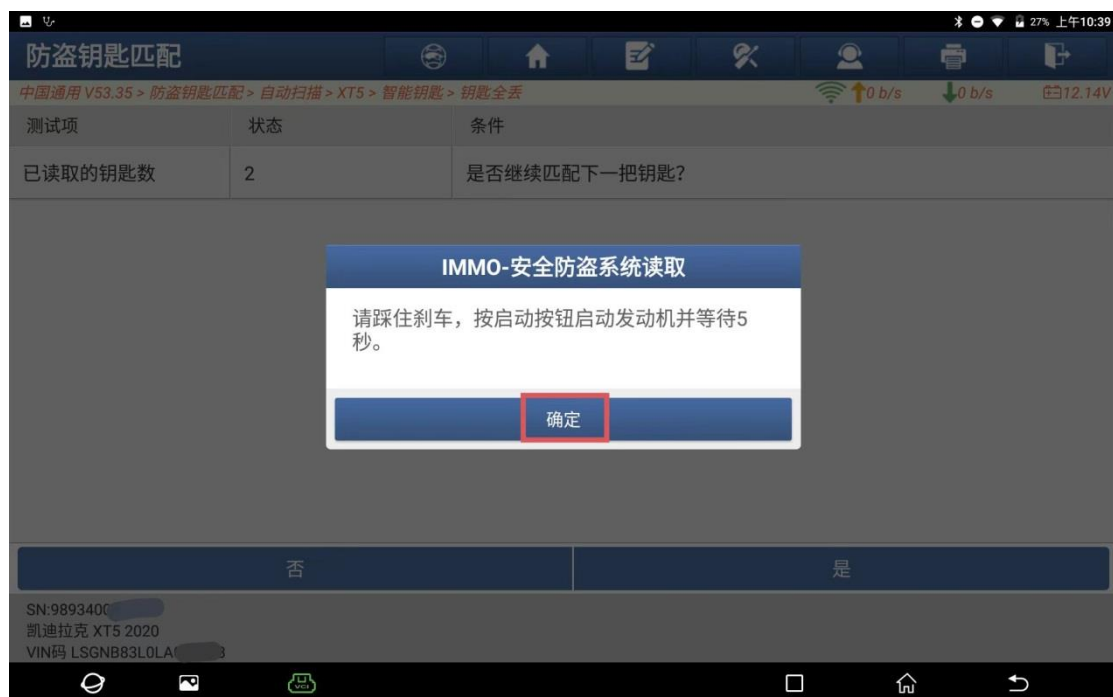 27% 上午10:39
防盗钥匙匹配
中国通用 V53.35 > 防盗钥匙匹配 > 自动扫描 > XT5 > 智能钥匙 > 钥匙全丢
0 b/s 0 b/s 12.14V
测试项 状态 条件
已读取的钥匙数 2 是否继续匹配下一把钥匙?
IMMO-安全防盗系统读取
请踩住刹车，按启动按钮启动发动机并等待5
秒。
确定
否 是
SN:9893400
凯迪拉克 XT5 2020
VIN码 LSGNB83L0LA
VCI